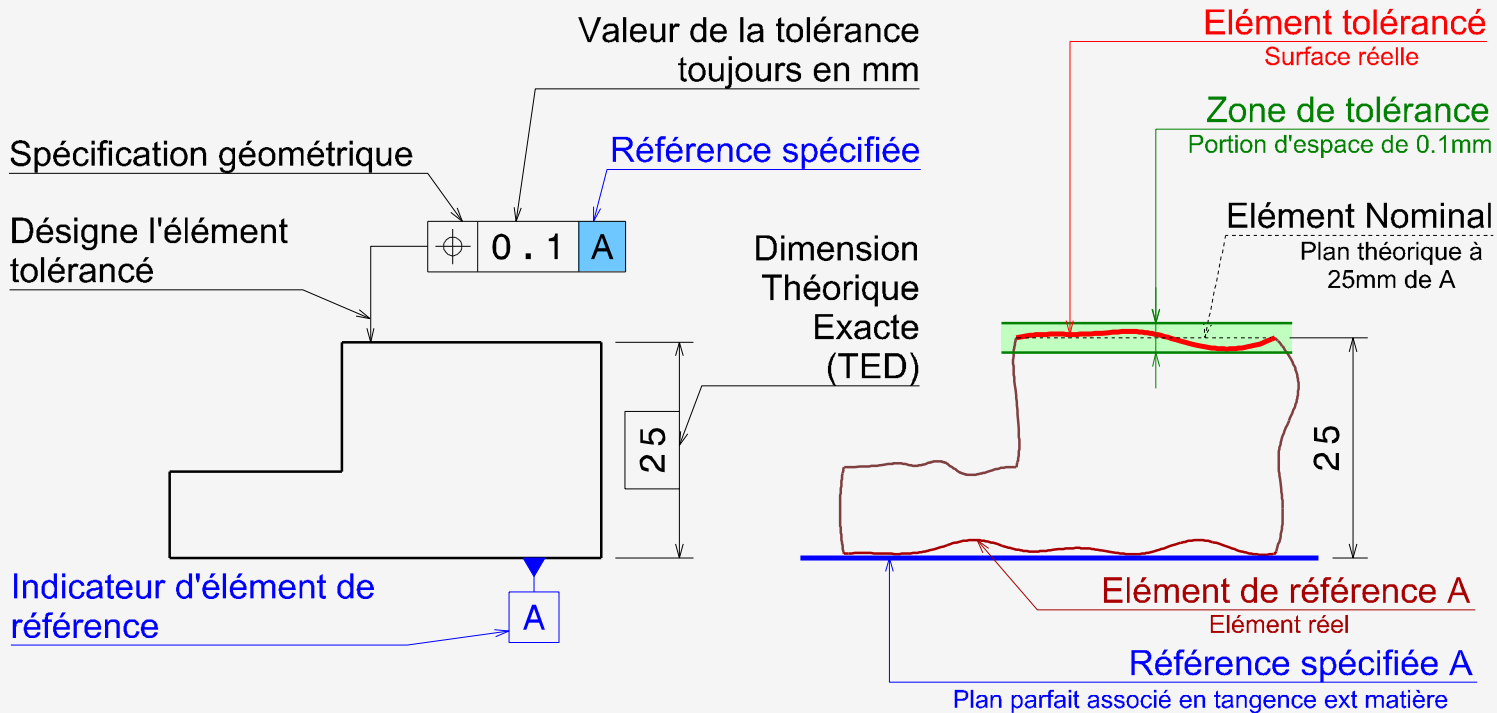 Valeur de la tolérance
toujours en mm
Spécification géométrique
Référence spécifiée
Désigne l'élément
tolérancé
0.1 A
Dimension
Théorique
Exacte
(TED)
25
Indicateur d'élément de
référence
A
Elément tolérancé
Surface réelle
Zone de tolérance
Portion d'espace de 0.1mm
Elément Nominal
Plan théorique à
25mm de A
25
Elément de référence A
Elément réel
Référence spécifiée A
Plan parfait associé en tangence ext matière